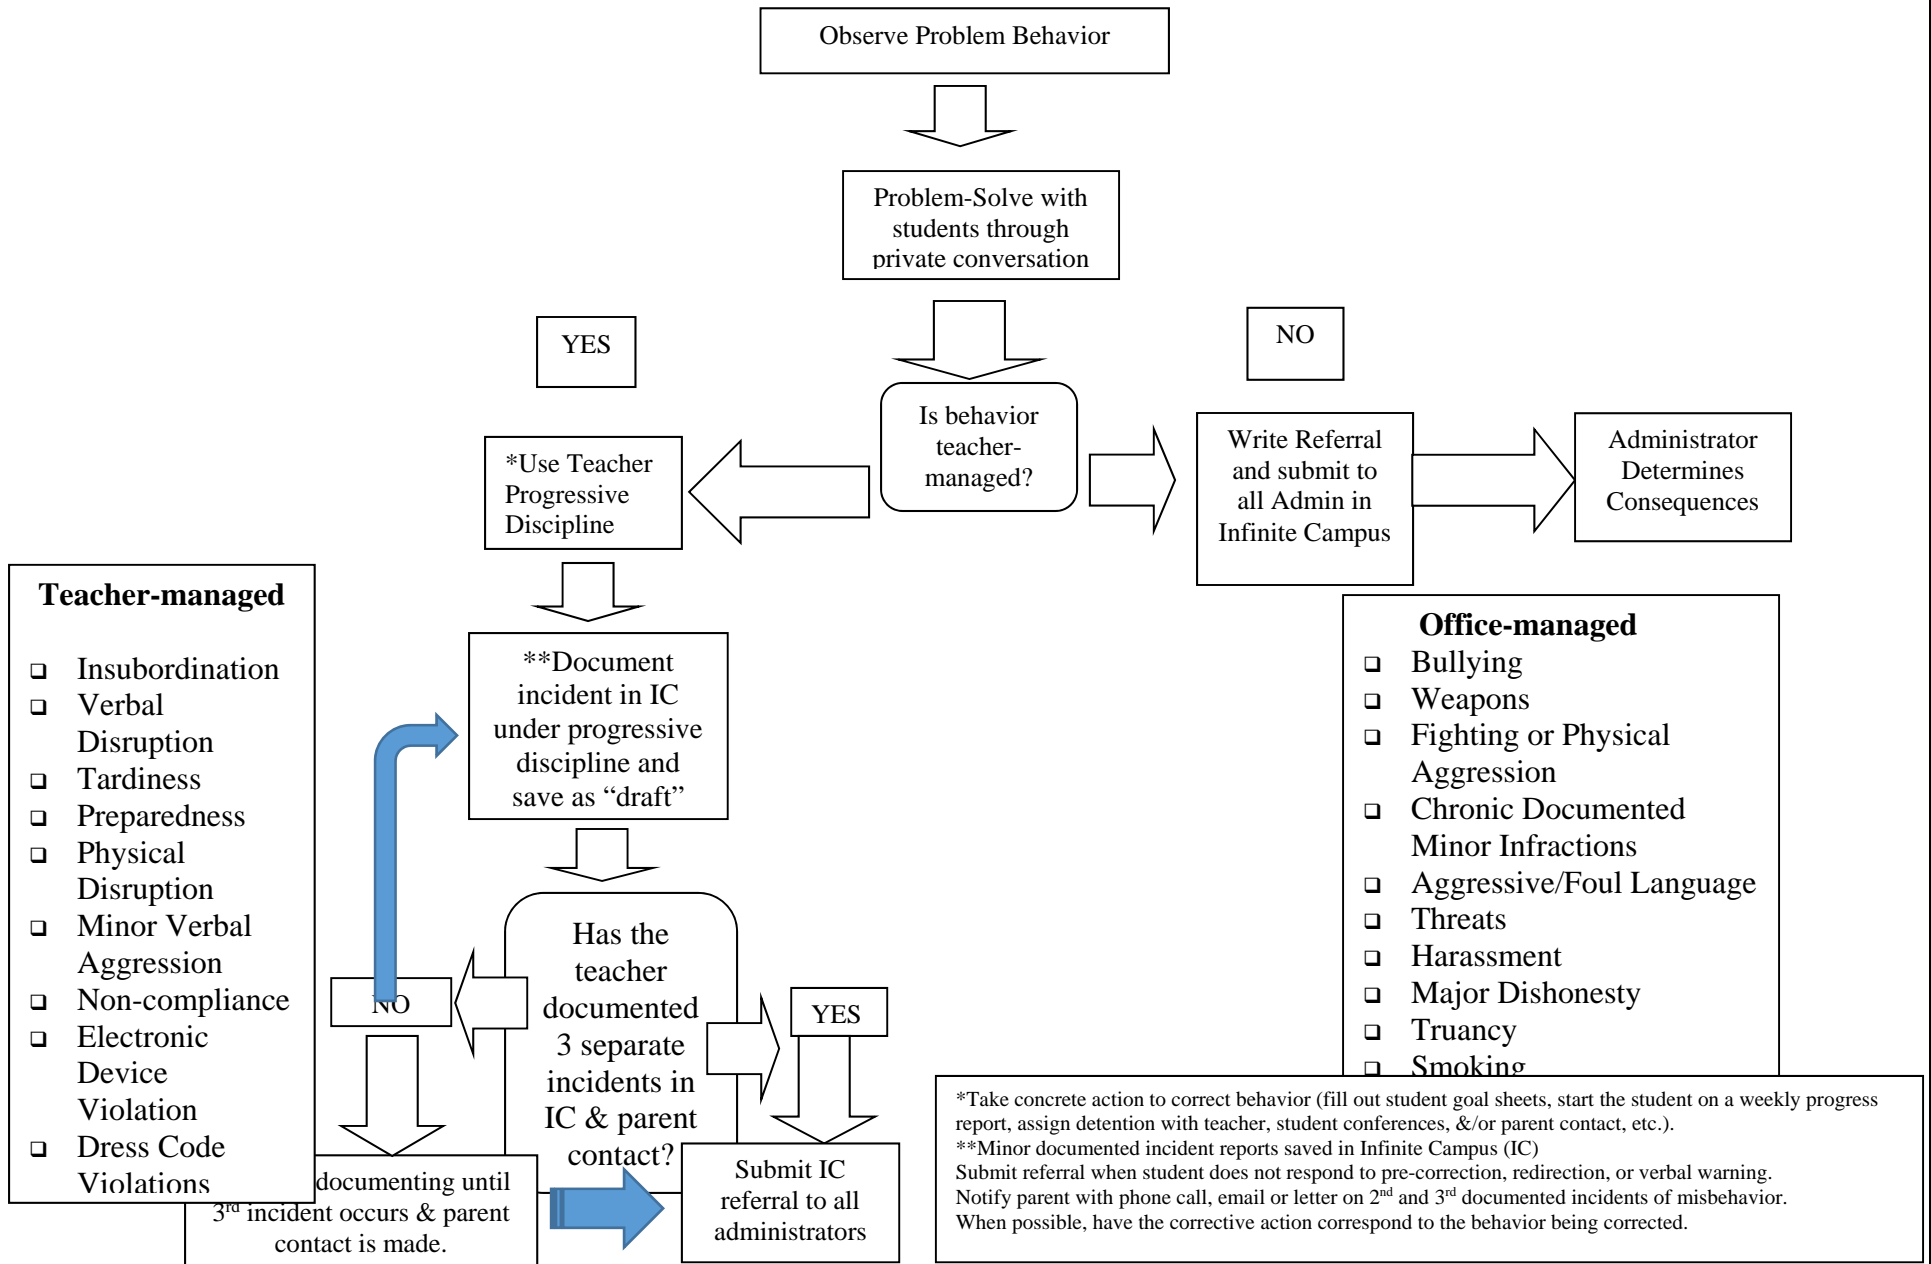 Observe Problem Behavior
Problem-Solve with
students through
private conversation
YES
NO
Is behavior
teacher-
managed?
*Use Teacher
Progressive
Discipline
Write Referral
and submit to
all Admin in
Infinite Campus
Administrator
Determines
Consequences
Teacher-managed
❑ Insubordination
❑ Verbal
Disruption
❑ Tardiness
❑ Preparedness
❑ Physical
Disruption
❑ Minor Verbal
Aggression
❑ Non-compliance
❑ Electronic
Device
Violation
❑ Dress Code
Violations
**Document
incident in IC
under progressive
discipline and
save as “draft”
Office-managed
❑ Bullying
❑ Weapons
❑ Fighting or Physical
Aggression
❑ Chronic Documented
Minor Infractions
❑ Aggressive/Foul Language
❑ Threats
❑ Harassment
❑ Major Dishonesty
❑ Truancy
❑ Smoking
Has the
teacher
documented
3 separate
incidents in
IC & parent
contact?
NO
YES
documenting until
3rd incident occurs & parent
contact is made.
Submit IC
referral to all
administrators
*Take concrete action to correct behavior (fill out student goal sheets, start the student on a weekly progress
report, assign detention with teacher, student conferences, &/or parent contact, etc.).
**Minor documented incident reports saved in Infinite Campus (IC)
Submit referral when student does not respond to pre-correction, redirection, or verbal warning.
Notify parent with phone call, email or letter on 2nd and 3rd documented incidents of misbehavior.
When possible, have the corrective action correspond to the behavior being corrected.